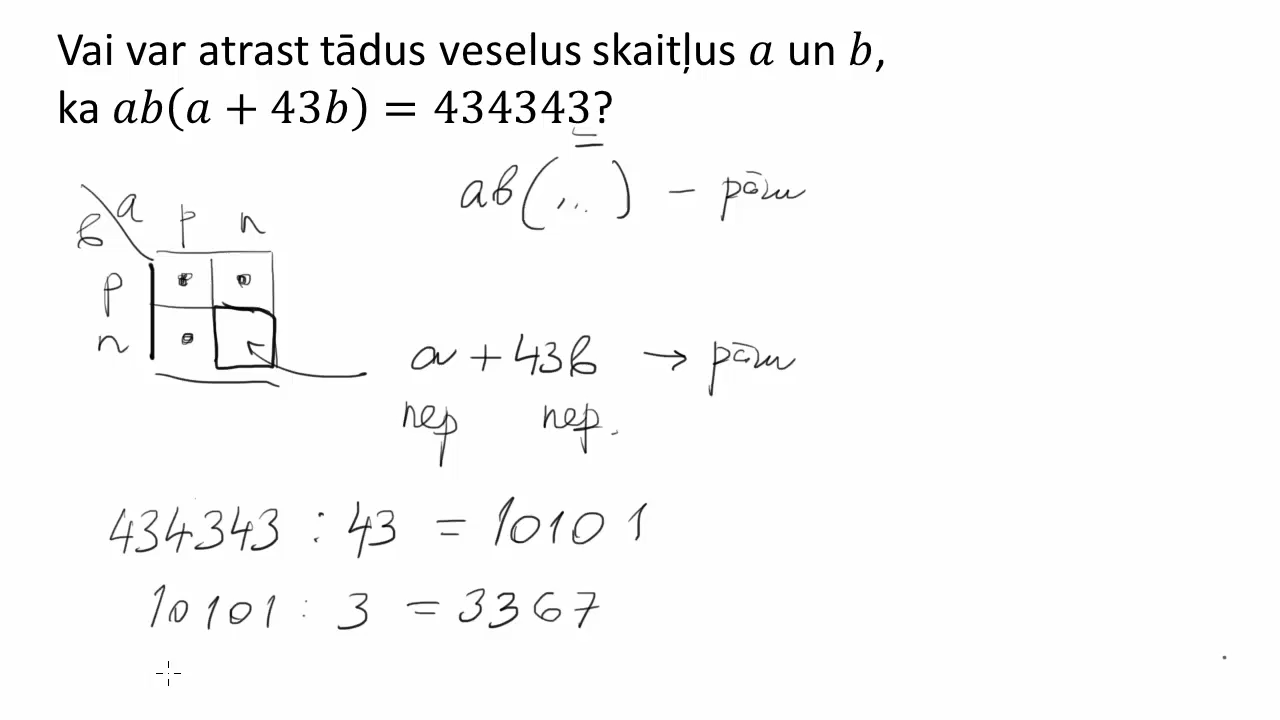 Vai var atrast tādus veselus skaitļus a un b,
ka ab(a + 43b) = 434343?
ab(...) – pāru
a
b p n
p
n
a + 43b → pāru
nep nep.
434343 : 43 = 10101
10101 : 3 = 3367